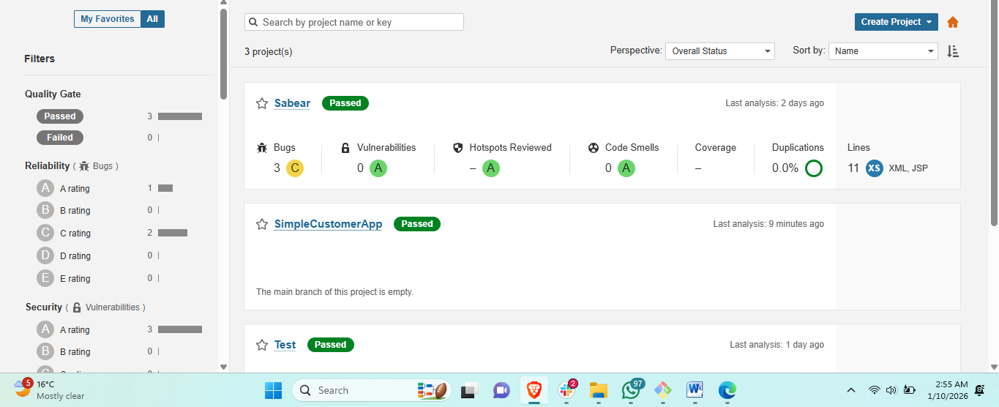 My Favorites All
Search by project name or key
Create Project
3 project(s)
Perspective: Overall Status
Sort by: Name
Filters
Quality Gate
Passed 3
Failed 0
Reliability ( Bugs )
A A rating 1
B B rating 0
C C rating 2
D D rating 0
E E rating 0
Security ( Vulnerabilities )
A A rating 3
B B rating 0
Sabear Passed
Last analysis: 2 days ago
Bugs Vulnerabilities Hotspots Reviewed Code Smells Coverage Duplications Lines
3 C 0 A – A 0 A – 0.0% 11 XS XML, JSP
SimpleCustomerApp Passed
Last analysis: 9 minutes ago
The main branch of this project is empty.
Test Passed
Last analysis: 1 day ago
5
16°C
Mostly clear
Search
2
97
2:55 AM
1/10/2026